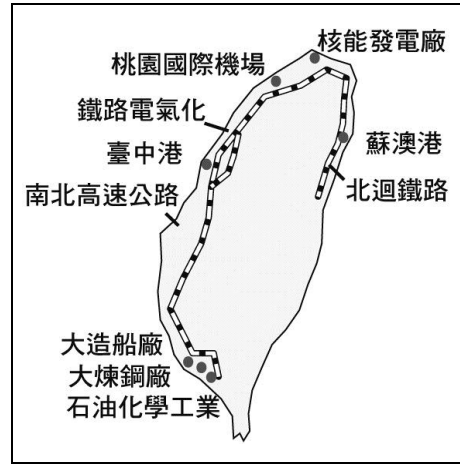 核能發電廠
桃園國際機場
鐵路電氣化
臺中港
蘇澳港
南北高速公路
北迴鐵路
大造船廠
大煉鋼廠
石油化學工業